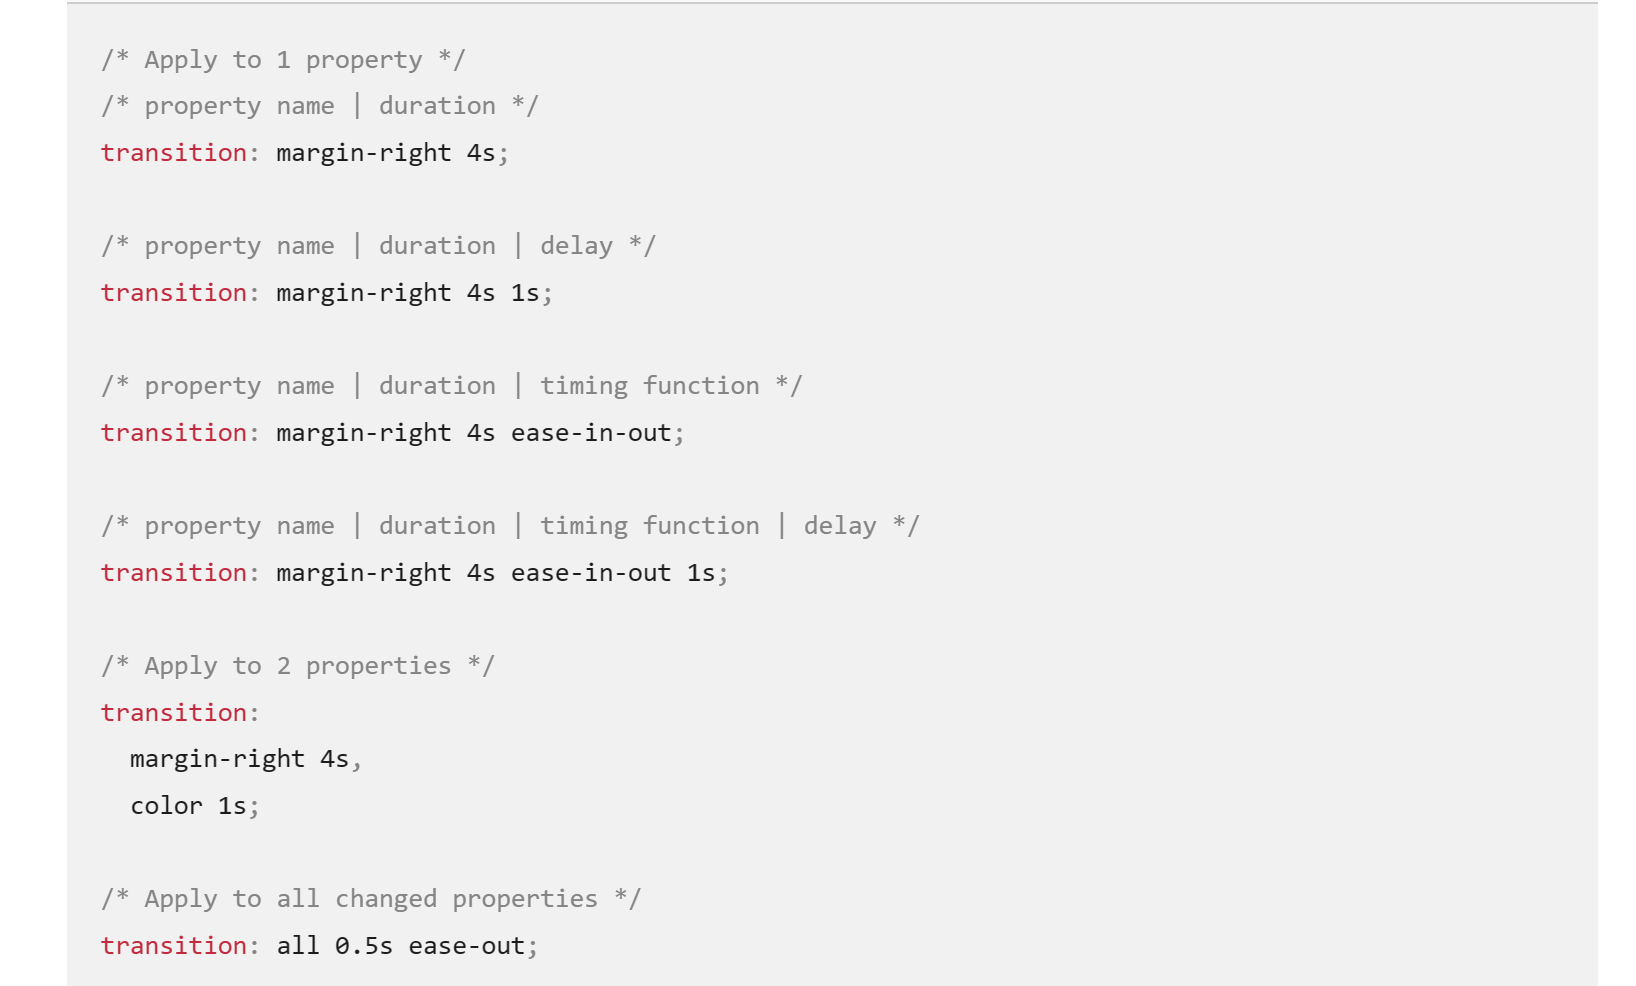 /* Apply to 1 property */
/* property name | duration */
transition: margin-right 4s;
/* property name | duration | delay */
transition: margin-right 4s 1s;
/* property name | duration | timing function */
transition: margin-right 4s ease-in-out;
/* property name | duration | timing function | delay */
transition: margin-right 4s ease-in-out 1s;
/* Apply to 2 properties */
transition:
  margin-right 4s,
  color 1s;
/* Apply to all changed properties */
transition: all 0.5s ease-out;